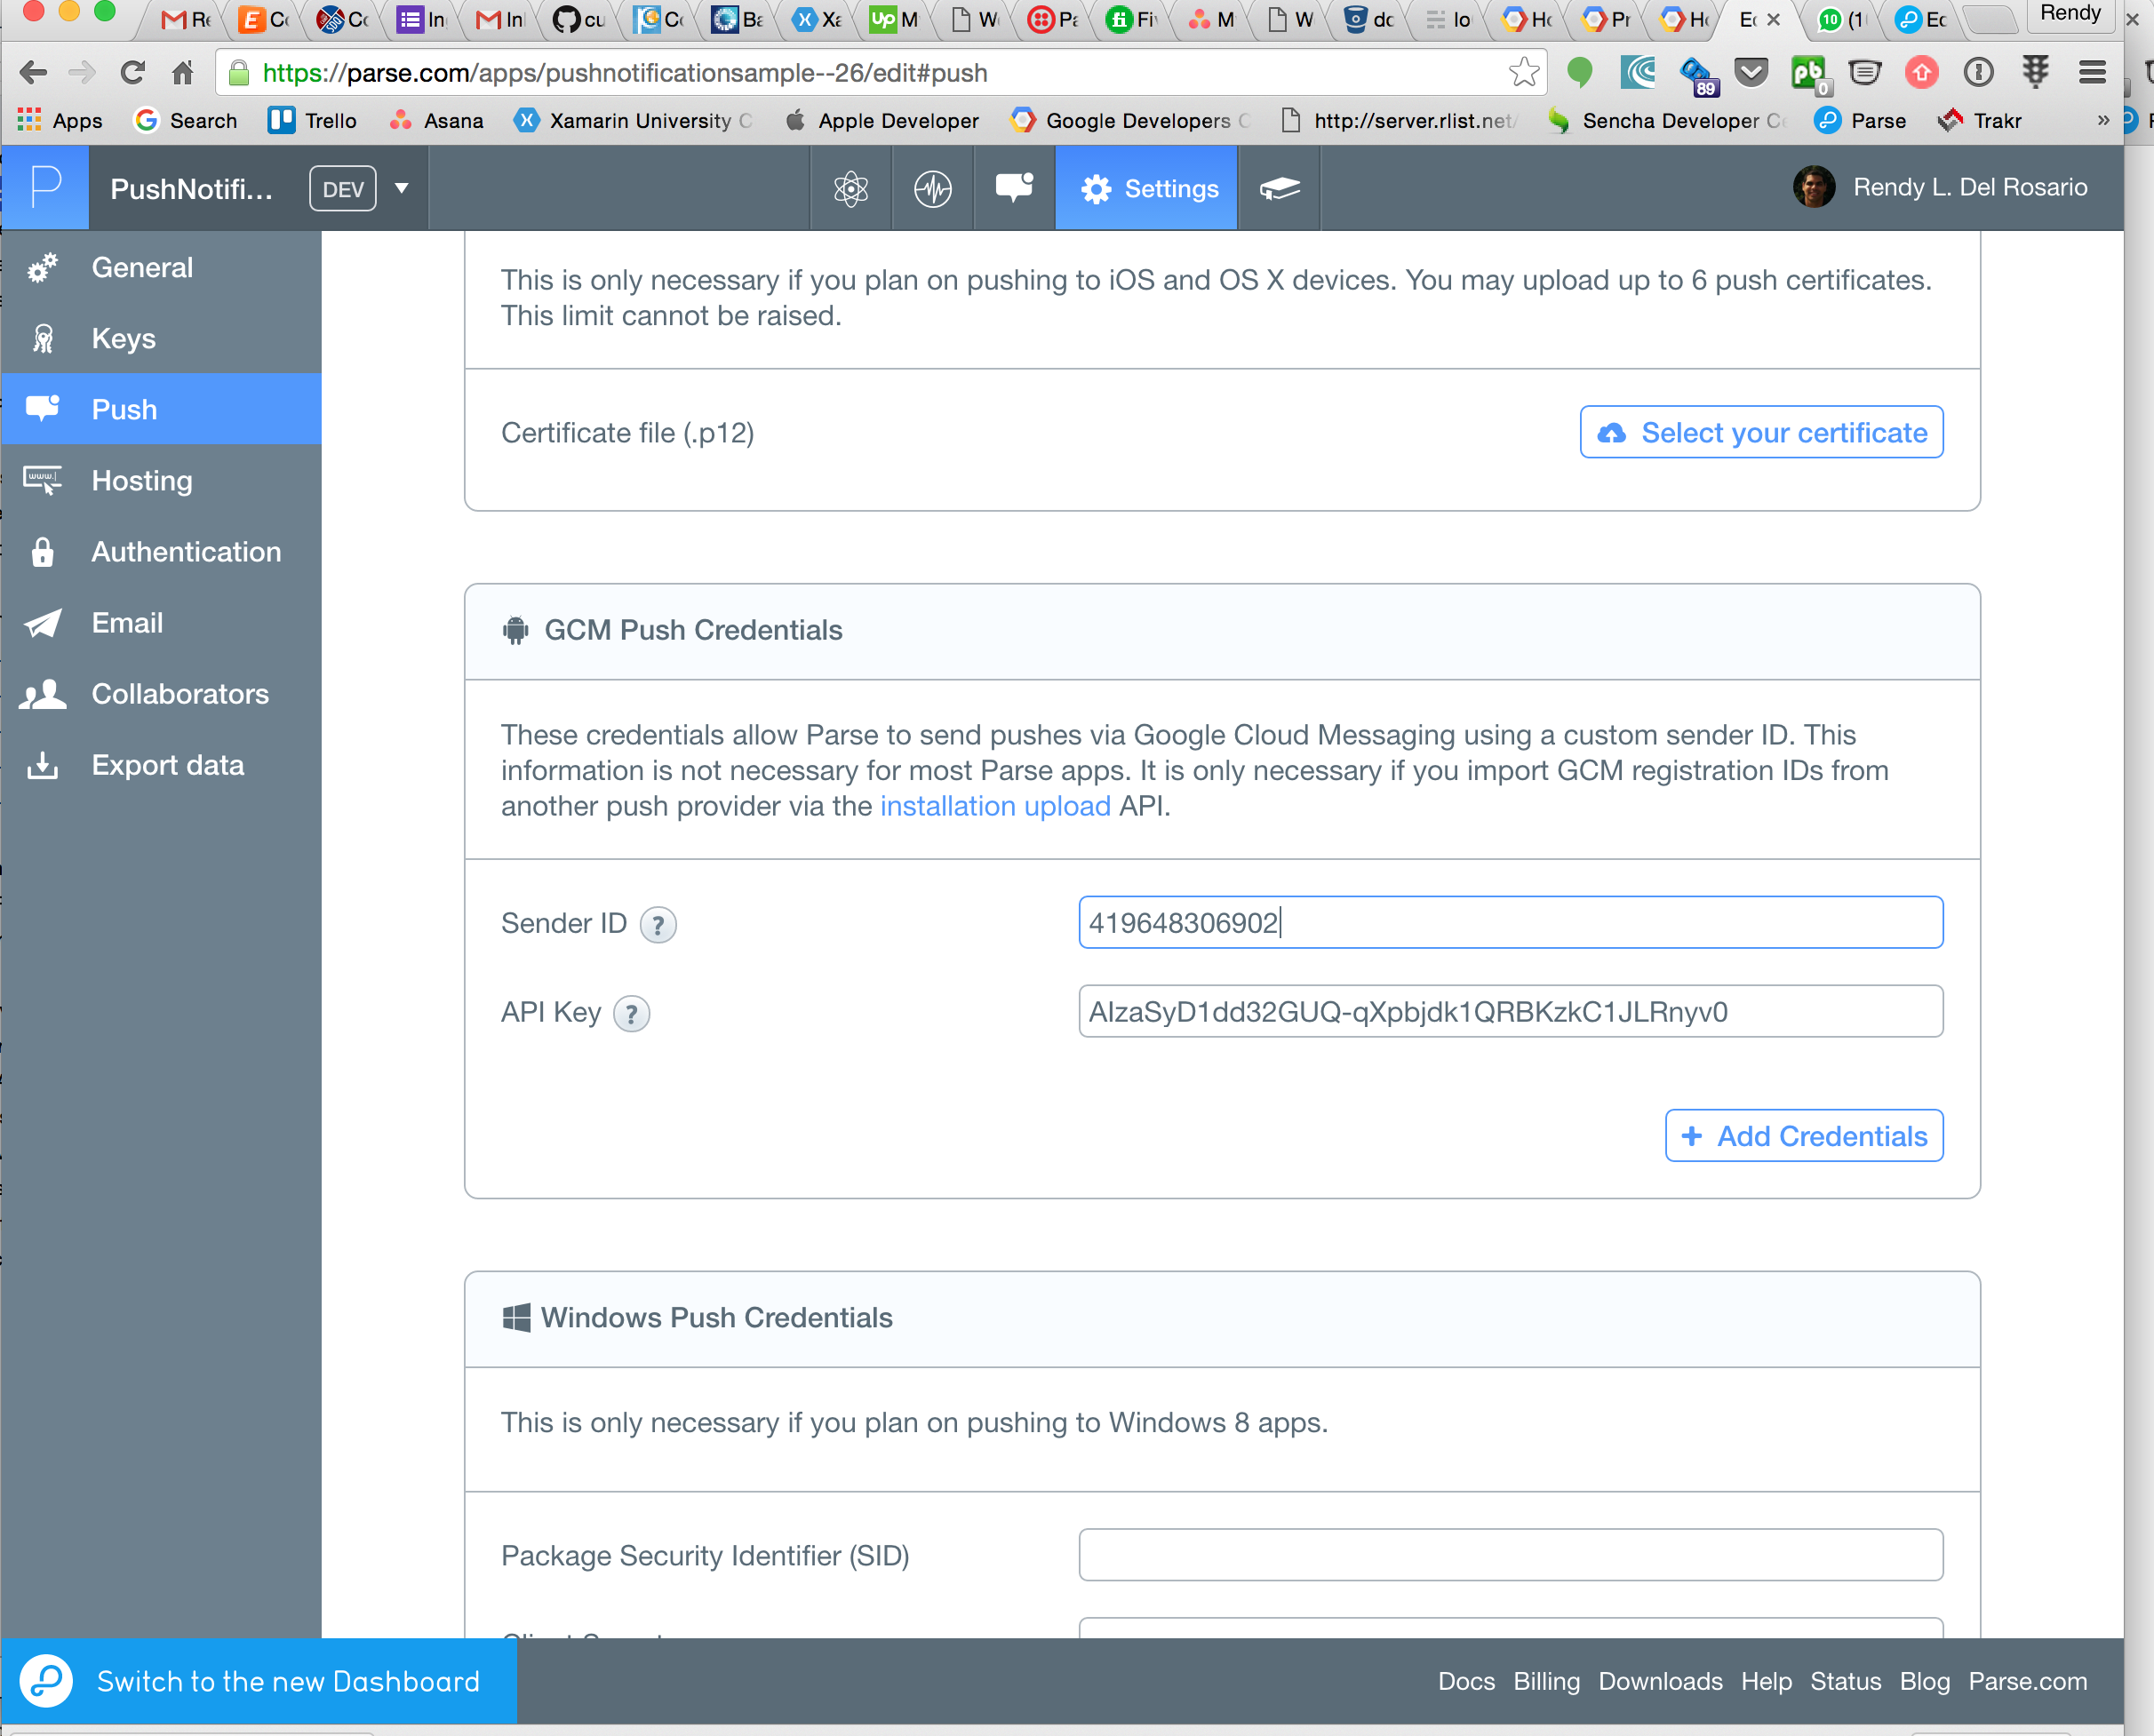 Rendy
https://parse.com/apps/pushnotificationsample--26/edit#push
89
0
Apps Search Trello Asana Xamarin University Apple Developer Google Developers http://server.rlist.net/ Sencha Developer Parse Trakr »
PushNotifi... DEV Settings Rendy L. Del Rosario
General
Keys
Push
Hosting
Authentication
Email
Collaborators
Export data
This is only necessary if you plan on pushing to iOS and OS X devices. You may upload up to 6 push certificates.
This limit cannot be raised.
Certificate file (.p12) Select your certificate
GCM Push Credentials
These credentials allow Parse to send pushes via Google Cloud Messaging using a custom sender ID. This
information is not necessary for most Parse apps. It is only necessary if you import GCM registration IDs from
another push provider via the installation upload API.
Sender ID ? 419648306902
API Key ? AIzaSyD1dd32GUQ-qXpbjdk1QRBKzkC1JLRnyv0
+ Add Credentials
Windows Push Credentials
This is only necessary if you plan on pushing to Windows 8 apps.
Package Security Identifier (SID)
Switch to the new Dashboard
Docs Billing Downloads Help Status Blog Parse.com